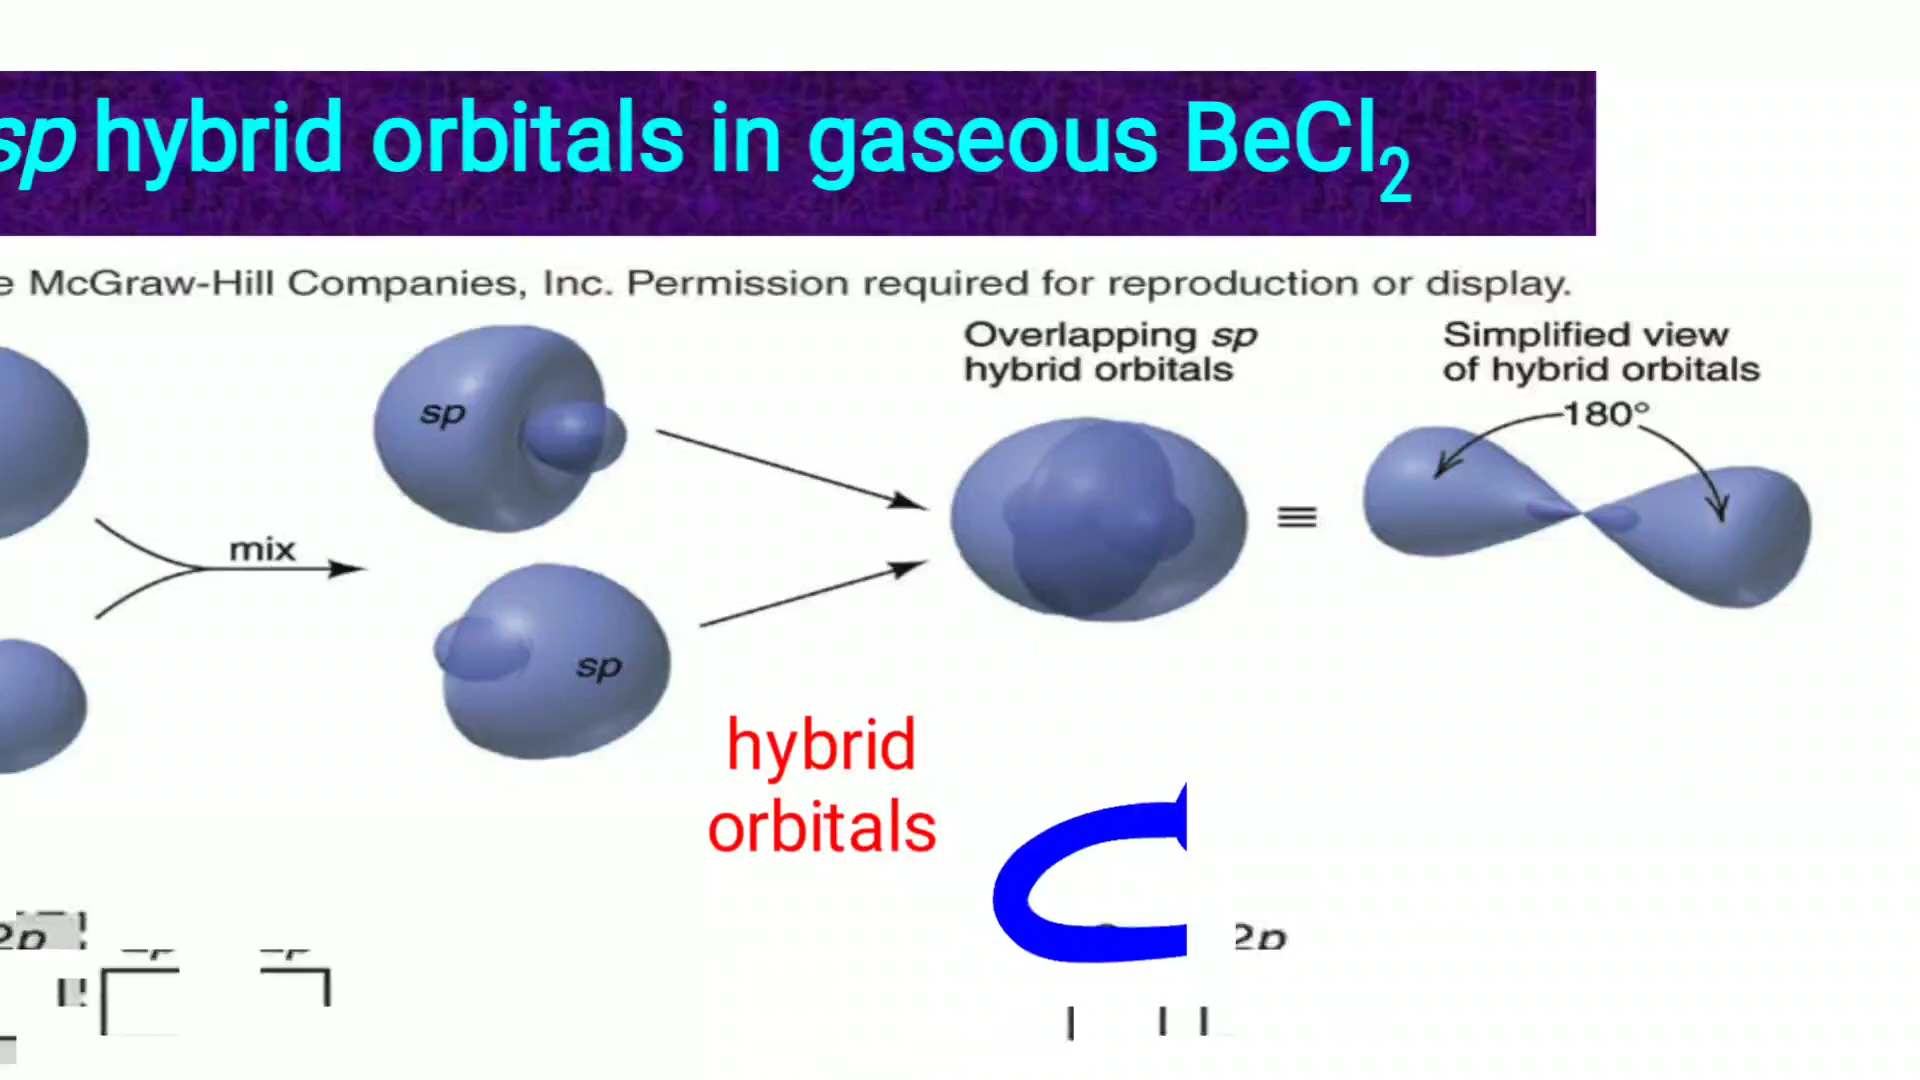 sp hybrid orbitals in gaseous BeCl₂
e McGraw-Hill Companies, Inc. Permission required for reproduction or display.
Overlapping sp
hybrid orbitals
Simplified view
of hybrid orbitals
180°
sp
≡
mix
sp
hybrid
orbitals
2p
2p